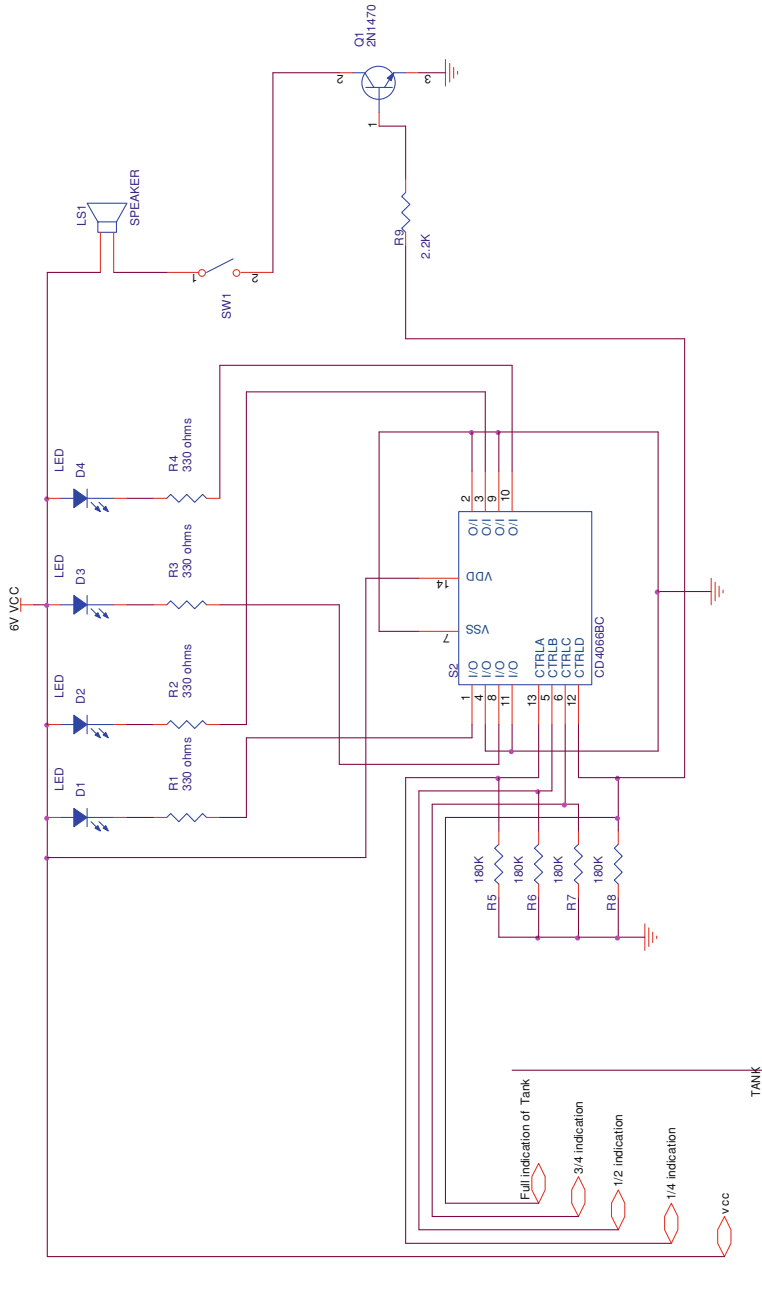 6V VCC
LS1
SPEAKER
Q1
2N1470
2
3
1
R9
2.2K
1
2
SW1
LED
D1
LED
D2
LED
D3
LED
D4
R1
330 ohms
R2
330 ohms
R3
330 ohms
R4
330 ohms
S2
CD4066BC
7
VSS
14
VDD
1
I/O
4
I/O
8
I/O
11
I/O
13
CTRLA
5
CTRLB
6
CTRLC
12
CTRLD
2
O/I
3
O/I
9
O/I
10
O/I
180K
R5
180K
R6
180K
R7
180K
R8
Full indication of Tank
3/4 indication
1/2 indication
1/4 indication
vcc
TANK